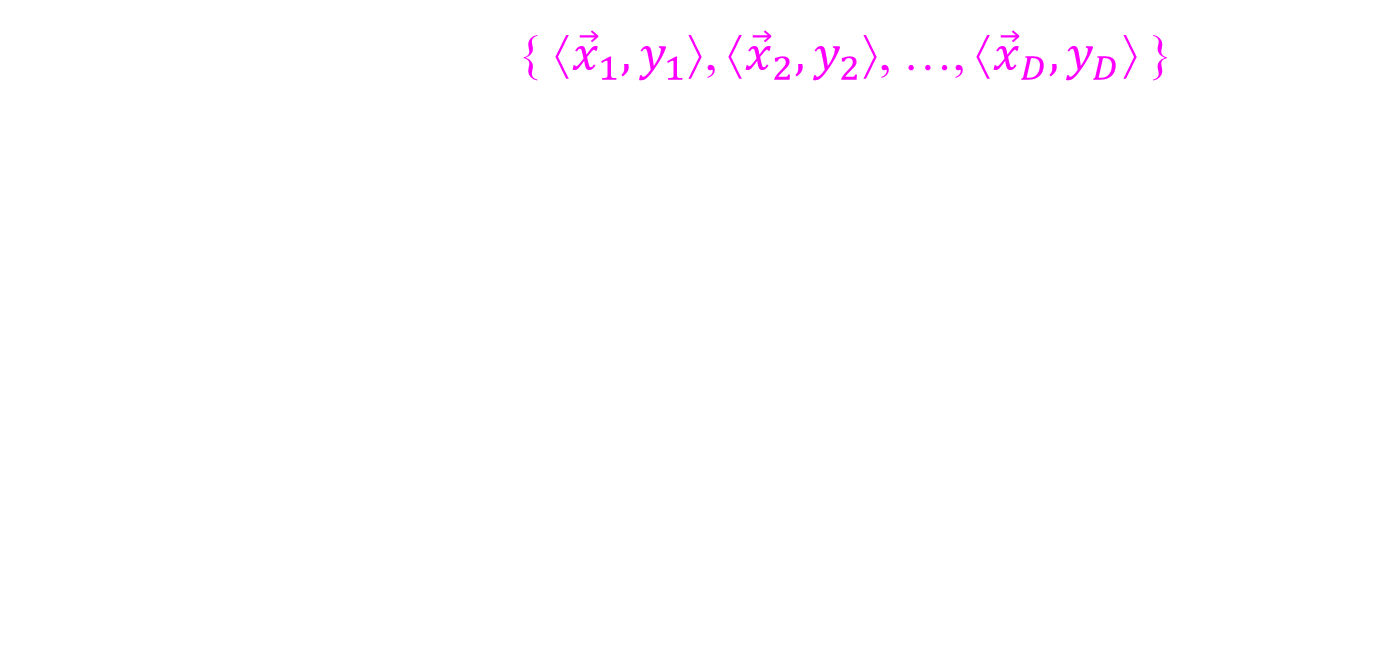 { ⟨x⃗₁, y₁⟩, ⟨x⃗₂, y₂⟩, …, ⟨x⃗_D, y_D⟩ }